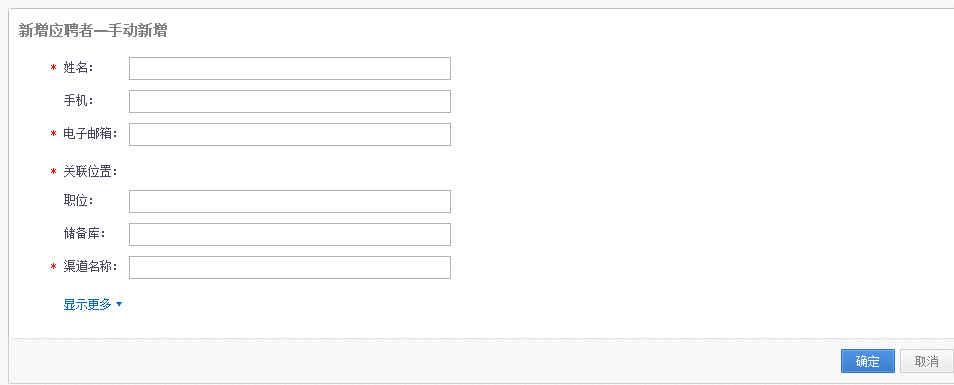 新增应聘者—手动新增
* 姓名：
手机：
* 电子邮箱：
* 关联位置：
职位：
储备库：
* 渠道名称：
显示更多
确定 取消